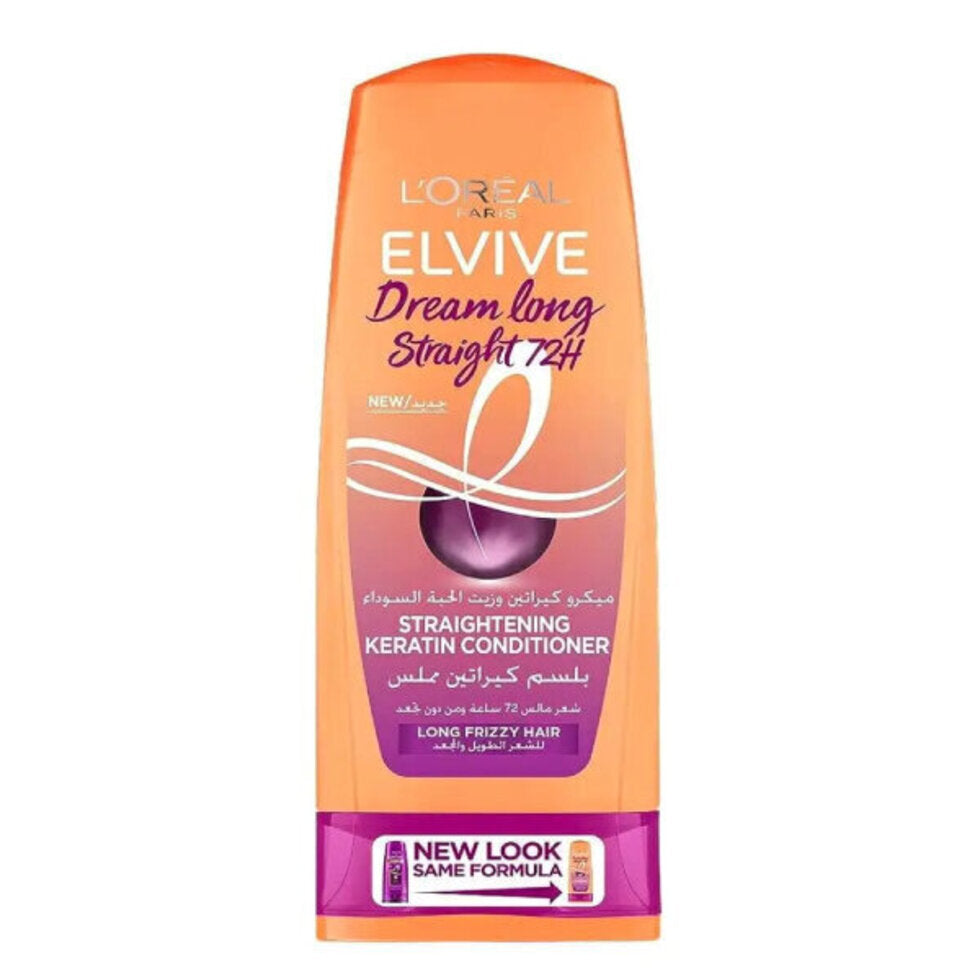 L'ORÉAL
PARIS
ELVIVE
Dream long
Straight 72H
NEW/جديد
ميكرو كيراتين وزيت الحبة السوداء
STRAIGHTENING
KERATIN CONDITIONER
بلسم كيراتين مملس
شعر مالس 72 ساعة ومن دون تجعد
LONG FRIZZY HAIR
للشعر الطويل والمجعد
NEW LOOK
SAME FORMULA